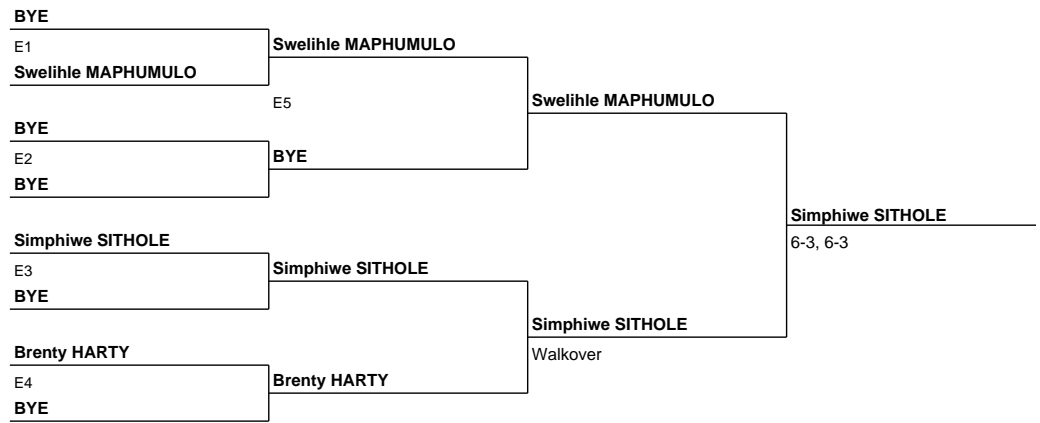 BYE
E1
Swelihle MAPHUMULO
BYE
E2
BYE
Simphiwe SITHOLE
E3
BYE
Brenty HARTY
E4
BYE
Swelihle MAPHUMULO
E5
BYE
Simphiwe SITHOLE
Brenty HARTY
Swelihle MAPHUMULO
Simphiwe SITHOLE
Walkover
Simphiwe SITHOLE
6-3, 6-3